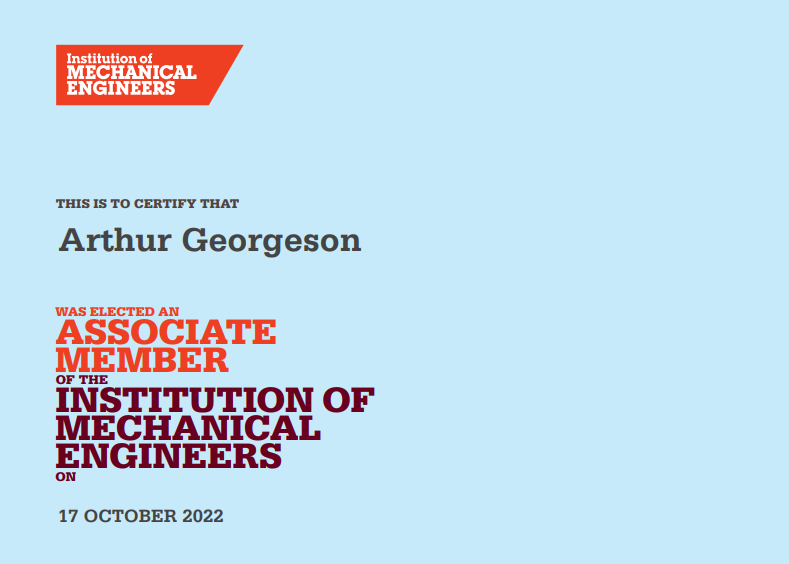 Institution of
MECHANICAL
ENGINEERS
THIS IS TO CERTIFY THAT
Arthur Georgeson
WAS ELECTED AN
ASSOCIATE
MEMBER
OF THE
INSTITUTION OF
MECHANICAL
ENGINEERS
ON
17 OCTOBER 2022